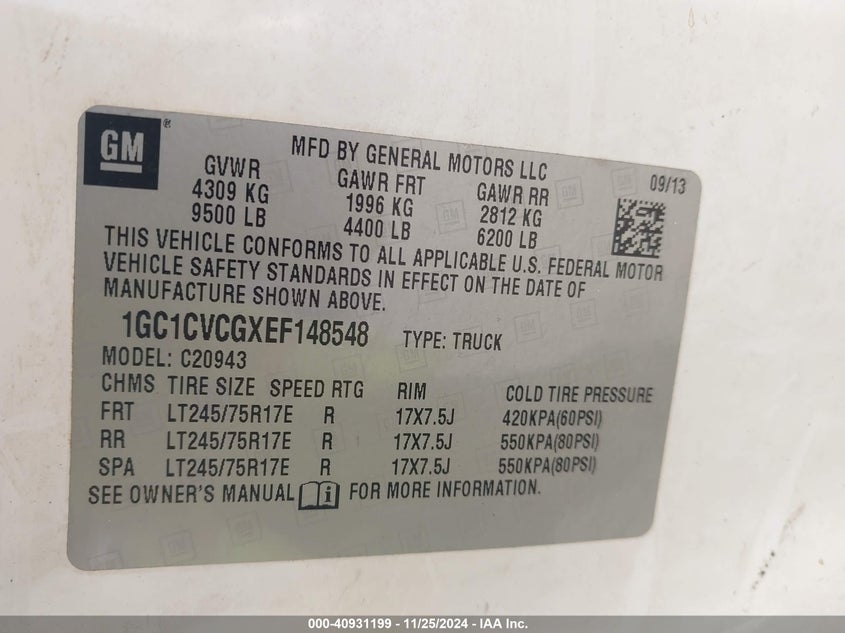 GM®
MFD BY GENERAL MOTORS LLC
09/13
GVWR GAWR FRT GAWR RR
4309 KG 1996 KG 2812 KG
9500 LB 4400 LB 6200 LB
THIS VEHICLE CONFORMS TO ALL APPLICABLE U.S. FEDERAL MOTOR
VEHICLE SAFETY STANDARDS IN EFFECT ON THE DATE OF
MANUFACTURE SHOWN ABOVE.
1GC1CVCGXEF148548 TYPE: TRUCK
MODEL: C20943
CHMS TIRE SIZE SPEED RTG RIM COLD TIRE PRESSURE
FRT LT245/75R17E R 17X7.5J 420KPA(60PSI)
RR LT245/75R17E R 17X7.5J 550KPA(80PSI)
SPA LT245/75R17E R 17X7.5J 550KPA(80PSI)
SEE OWNER'S MANUAL i FOR MORE INFORMATION.
000-40931199 - 11/25/2024 - IAA Inc.